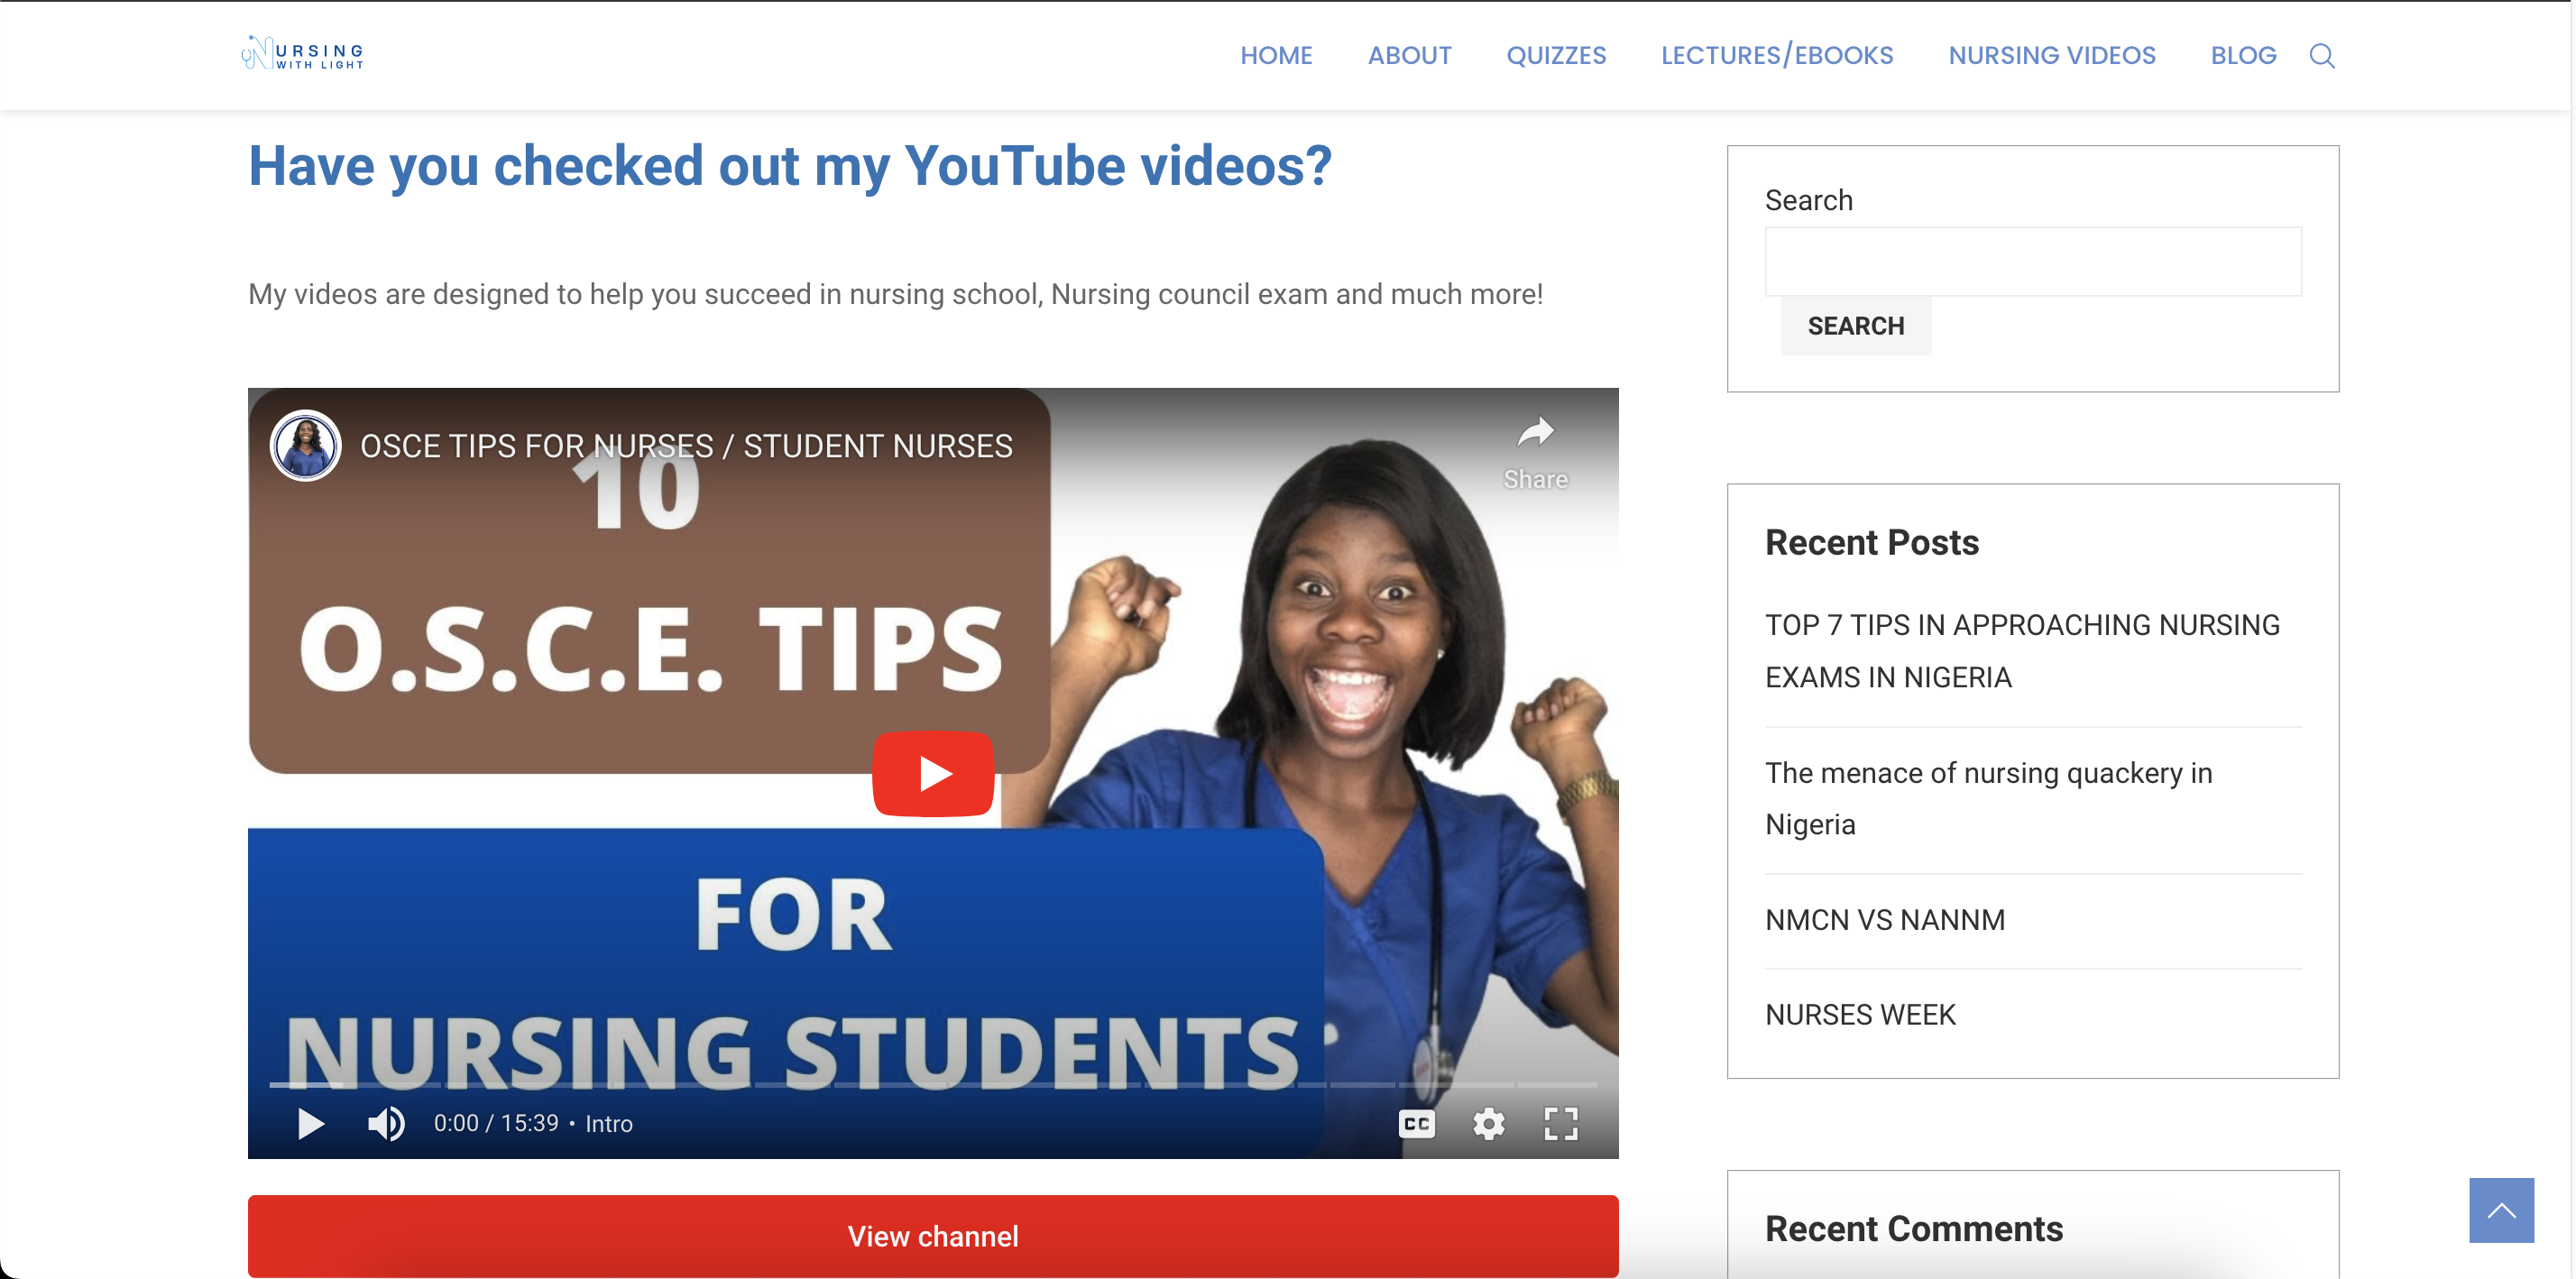 NURSING
WITH LIGHT
HOME
ABOUT
QUIZZES
LECTURES/EBOOKS
NURSING VIDEOS
BLOG
Have you checked out my YouTube videos?
My videos are designed to help you succeed in nursing school, Nursing council exam and much more!
OSCE TIPS FOR NURSES / STUDENT NURSES
Share
10
O.S.C.E. TIPS
FOR
NURSING STUDENTS
0:00 / 15:39 • Intro
CC
View channel
Search
SEARCH
Recent Posts
TOP 7 TIPS IN APPROACHING NURSING
EXAMS IN NIGERIA
The menace of nursing quackery in
Nigeria
NMCN VS NANNM
NURSES WEEK
Recent Comments